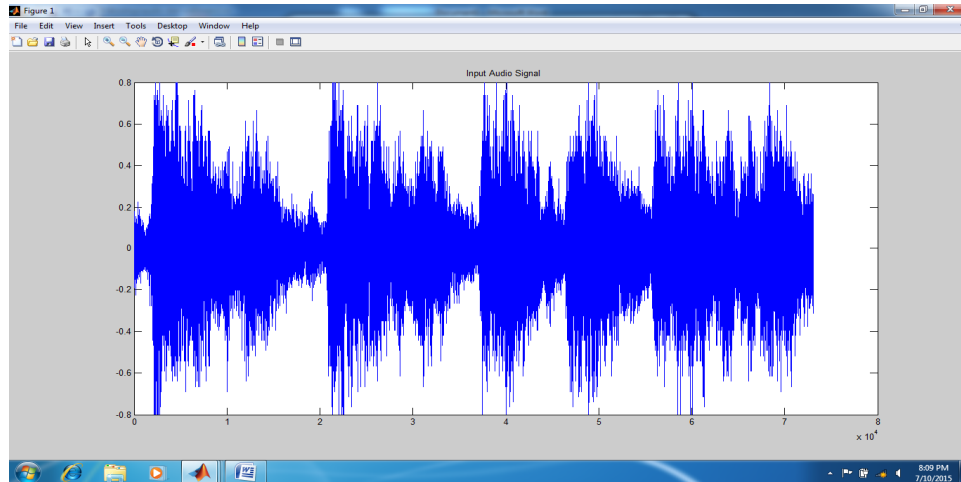 Figure 1
File Edit View Insert Tools Desktop Window Help
Input Audio Signal
0.8
0.6
0.4
0.2
0
-0.2
-0.4
-0.6
-0.8
0 1 2 3 4 5 6 7 8
x 10^4
8:09 PM
7/10/2015